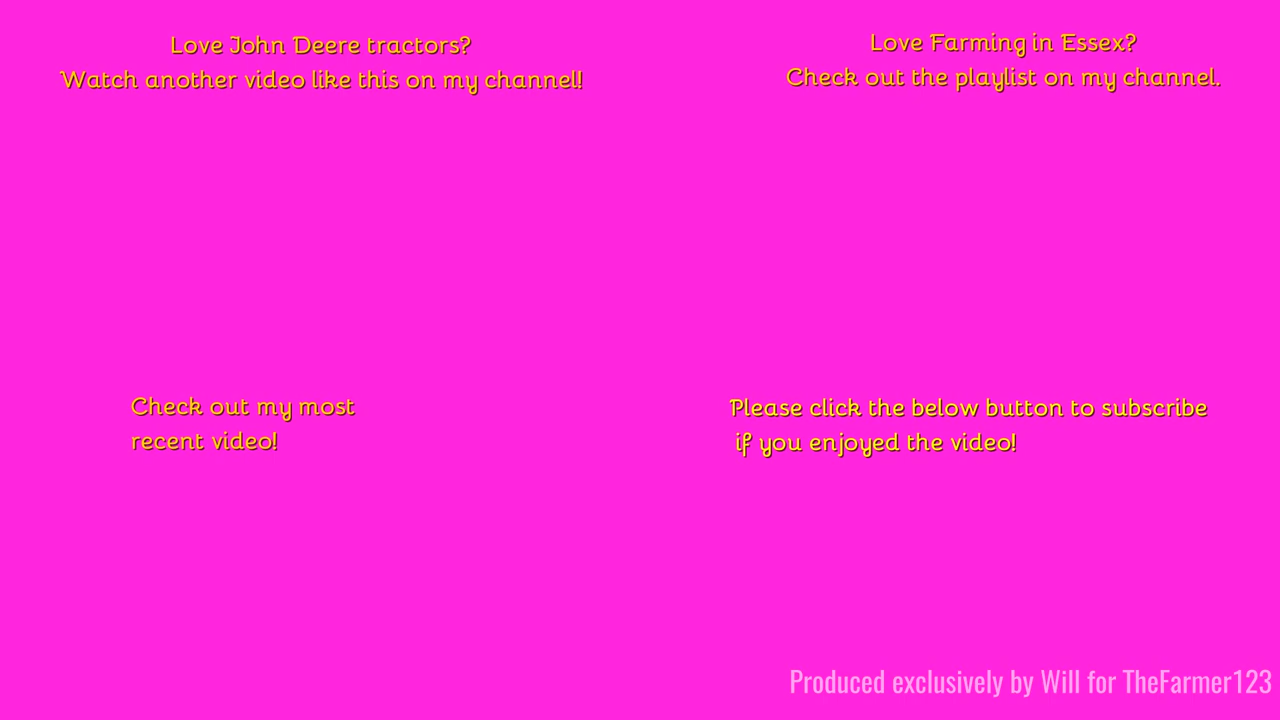 Love John Deere tractors?
Watch another video like this on my channel!
Love Farming in Essex?
Check out the playlist on my channel.
Check out my most
recent video!
Please click the below button to subscribe
if you enjoyed the video!
Produced exclusively by Will for TheFarmer123